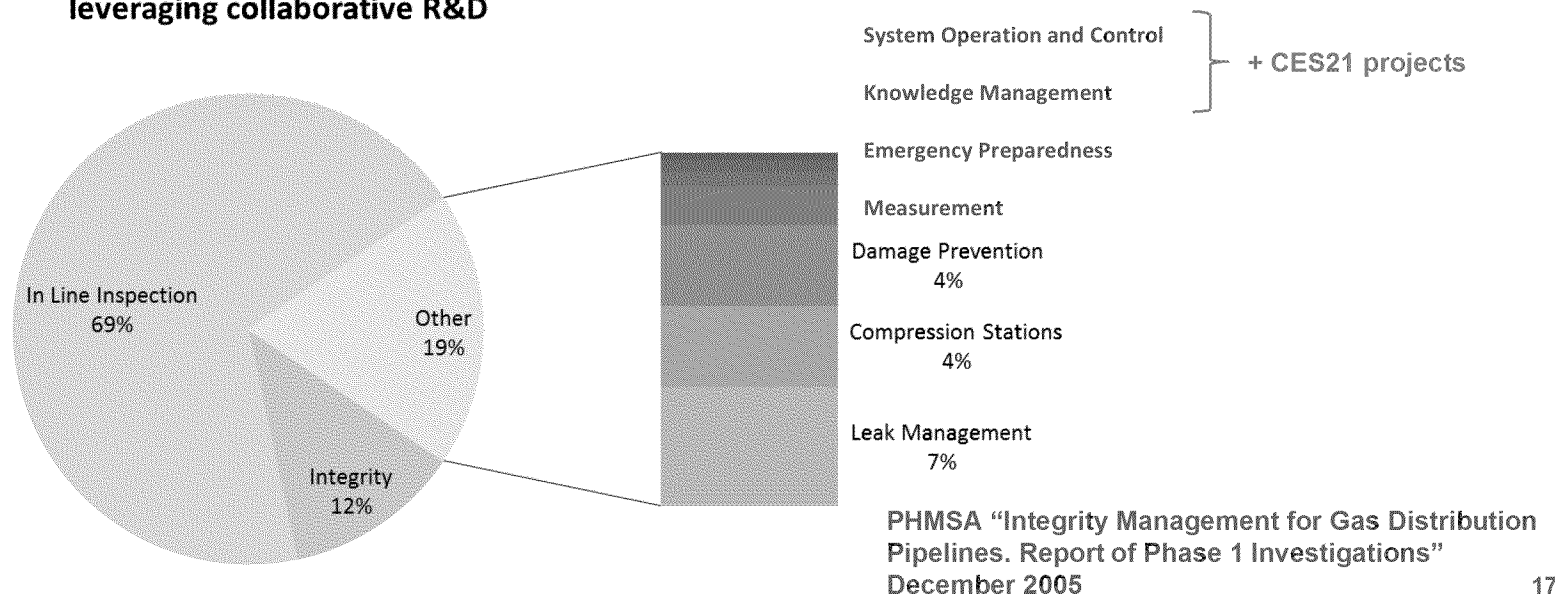 leveraging collaborative R&D
System Operation and Control
+ CES21 projects
Knowledge Management
Emergency Preparedness
Measurement
Damage Prevention
4%
Compression Stations
4%
Leak Management
7%
In Line Inspection
69%
Other
19%
Integrity
12%
PHMSA “Integrity Management for Gas Distribution
Pipelines. Report of Phase 1 Investigations”
December 2005
17